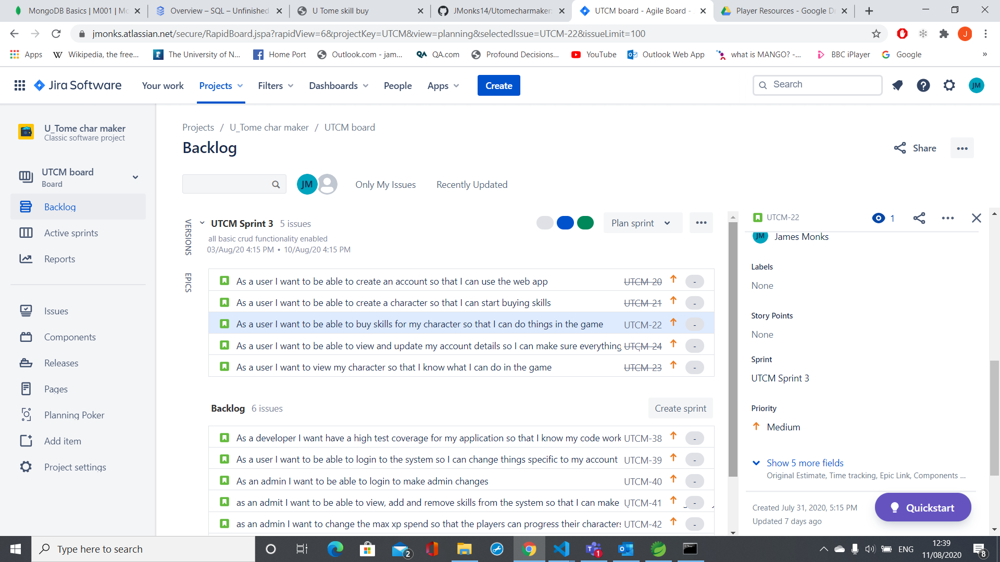 MongoDB Basics | M001 | Mo
Overview – SQL – Unfinished
U Tome skill buy
JMonks14/Utomecharmaker:
UTCM board - Agile Board -
Player Resources - Google Dr
jmonks.atlassian.net/secure/RapidBoard.jspa?rapidView=6&projectKey=UTCM&view=planning&selectedIssue=UTCM-22&issueLimit=100
J
Apps
Wikipedia, the free...
The University of N...
Home Port
Outlook.com - jam...
QA.com
Profound Decisions...
YouTube
Outlook Web App
what is MANGO? -...
BBC iPlayer
Google
»
Jira Software
Your work
Projects
Filters
Dashboards
People
Apps
Create
Search
JM
U_Tome char maker
Classic software project
UTCM board
Board
Backlog
Active sprints
Reports
Issues
Components
Releases
Pages
Planning Poker
Add item
Project settings
Projects / U_Tome char maker / UTCM board
Backlog
Share
JM
Only My Issues
Recently Updated
VERSIONS
EPICS
UTCM Sprint 3 5 issues
Plan sprint
all basic crud functionality enabled
03/Aug/20 4:15 PM • 10/Aug/20 4:15 PM
As a user I want to be able to create an account so that I can use the web app UTCM-20 -
As a user I want to be able to create a character so that I can start buying skills UTCM-21 -
As a user I want to be able to buy skills for my character so that I can do things in the game UTCM-22 -
As a user I want to be able to view and update my account details so I can make sure everything UTCM-24 -
As a user I want to view my character so that I know what I can do in the game UTCM-23 -
Backlog 6 issues
Create sprint
As a developer I want have a high test coverage for my application so that I know my code work UTCM-38 -
As a user I want to be able to login to the system so I can change things specific to my account UTCM-39 -
As an admin I want to be able to login to make admin changes UTCM-40 -
as an admit I want to be able to view, add and remove skills from the system so that I can make UTCM-41 -
as an admin I want to change the max xp spend so that the players can progress their characters UTCM-42 -
UTCM-22
1
JM James Monks
Labels
None
Story Points
None
Sprint
UTCM Sprint 3
Priority
Medium
Show 5 more fields
Original Estimate, Time tracking, Epic Link, Components ...
Created July 31, 2020, 5:15 PM
Updated 7 days ago
Quickstart
Type here to search
2
1
ENG
12:39
11/08/2020
8